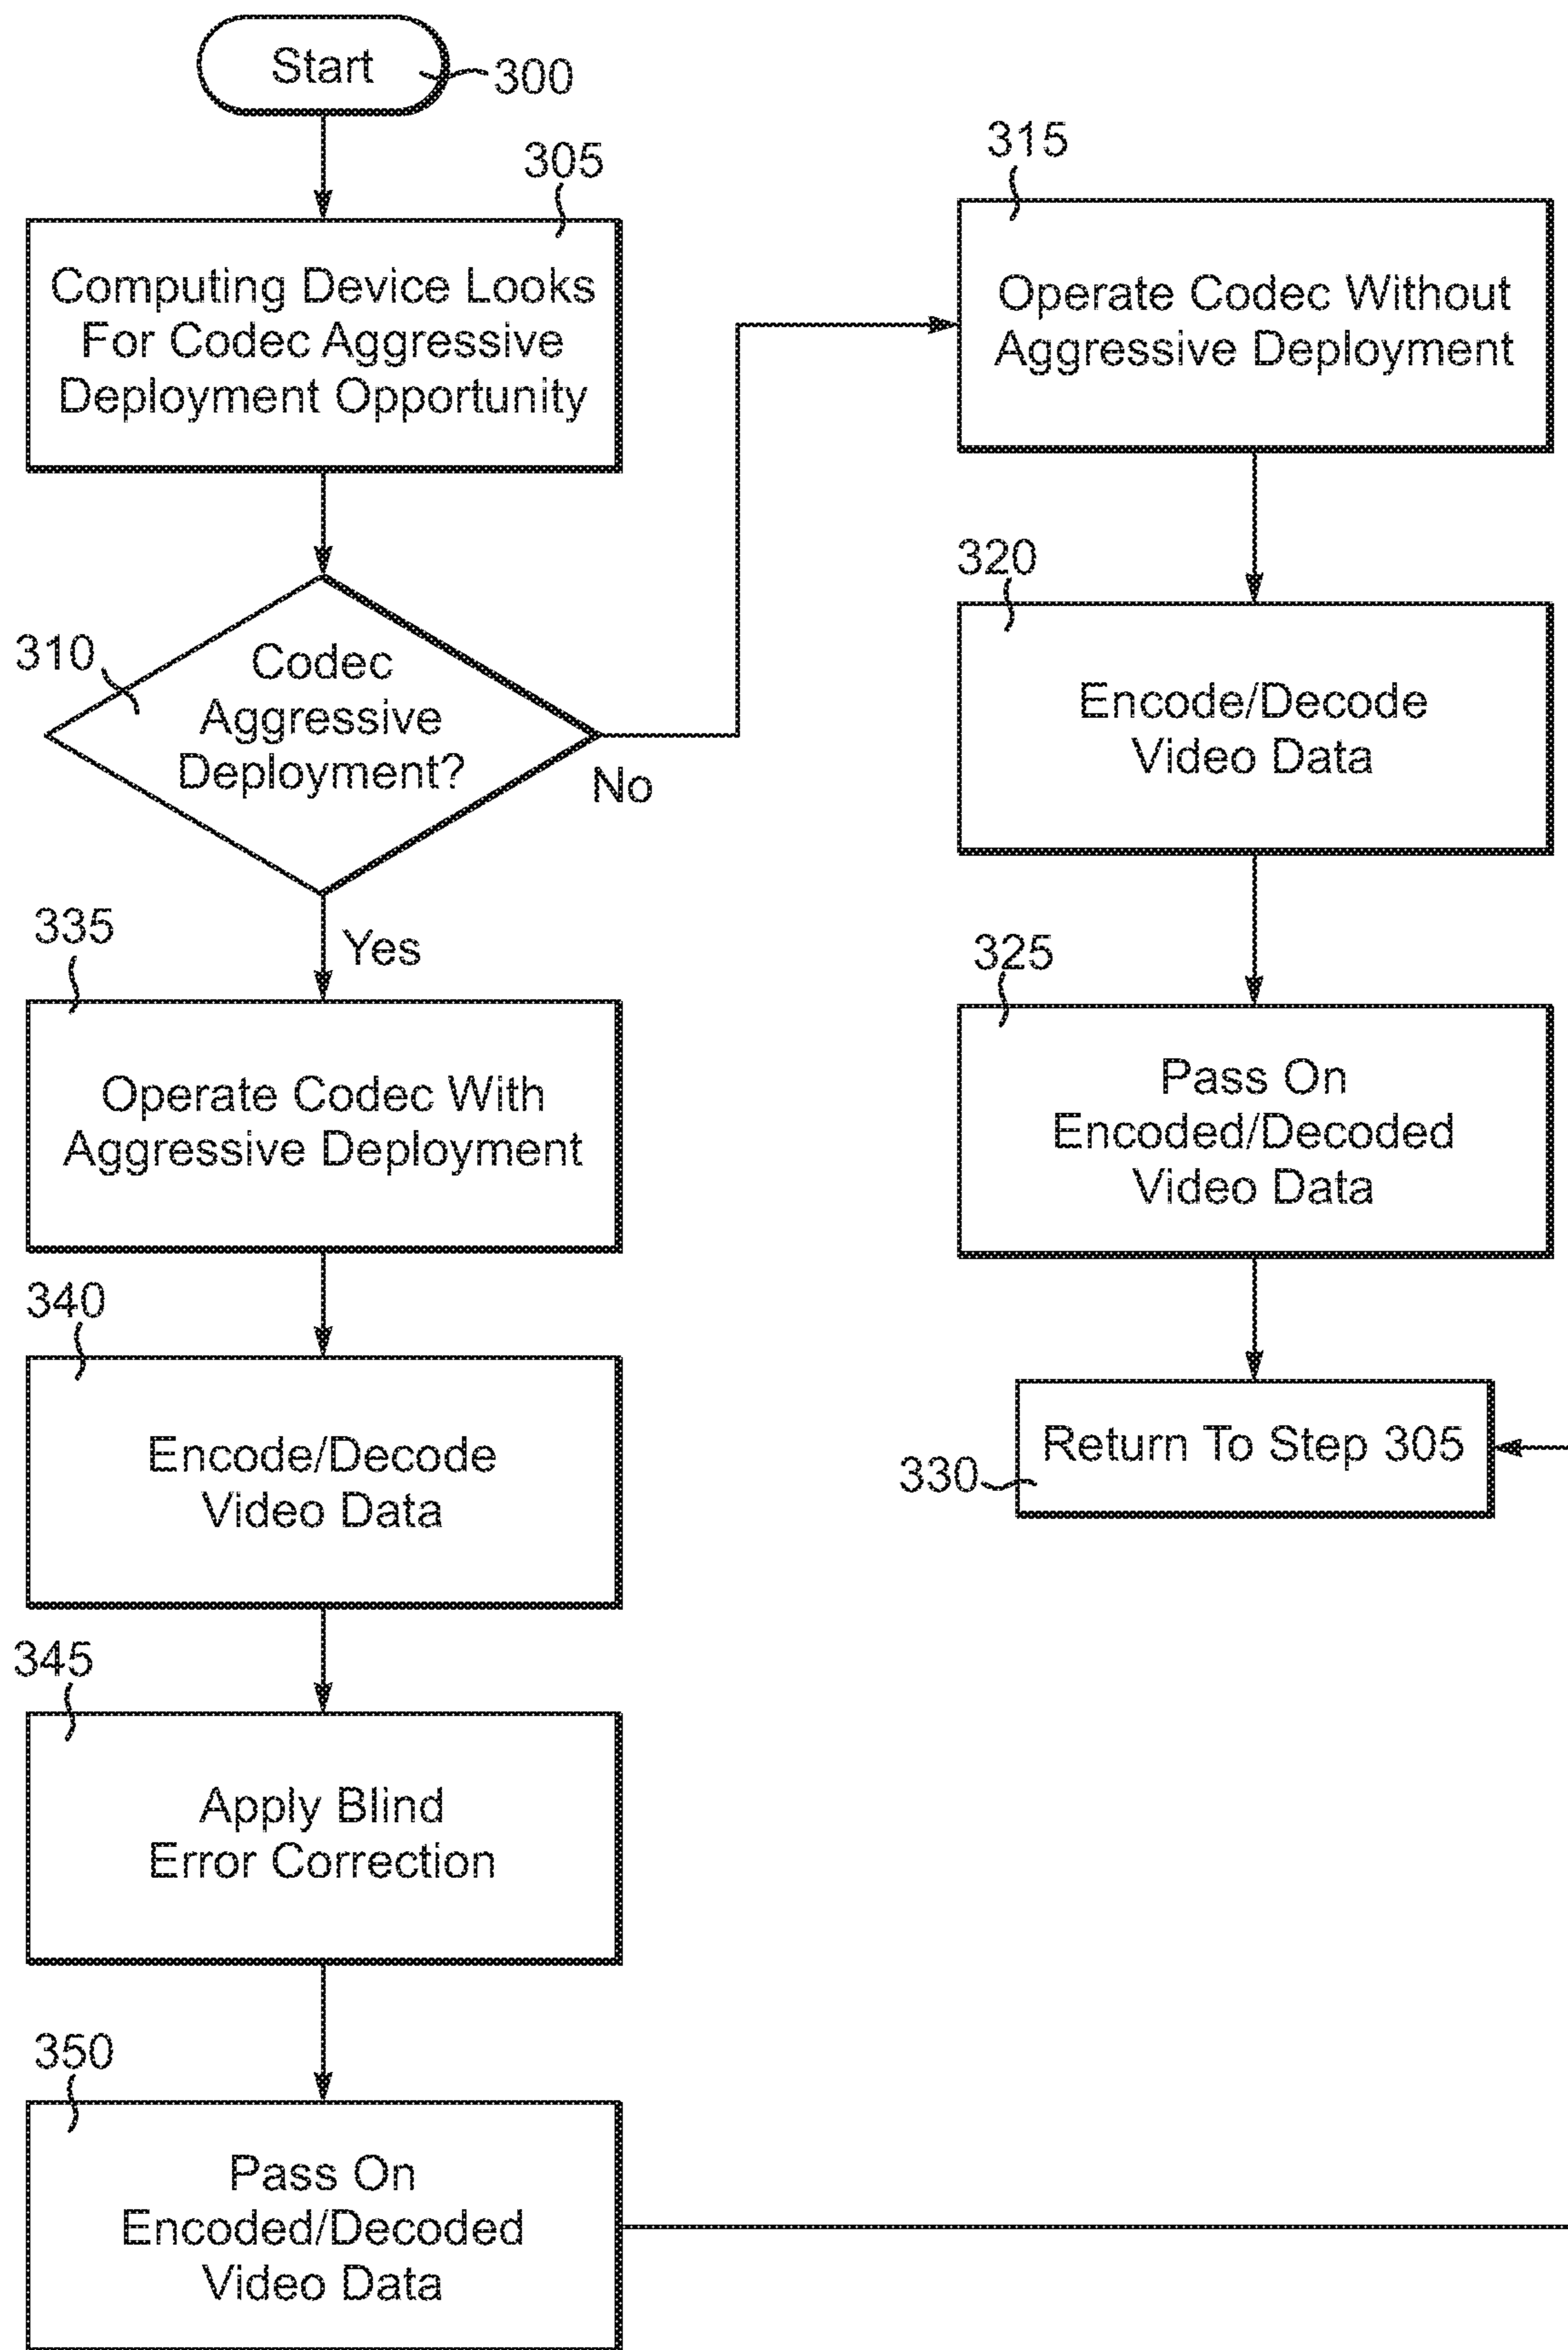 Start
300
305
Computing Device Looks
For Codec Aggressive
Deployment Opportunity
310
Codec
Aggressive
Deployment?
No
Yes
315
Operate Codec Without
Aggressive Deployment
320
Encode/Decode
Video Data
325
Pass On
Encoded/Decoded
Video Data
330
Return To Step 305
335
Operate Codec With
Aggressive Deployment
340
Encode/Decode
Video Data
345
Apply Blind
Error Correction
350
Pass On
Encoded/Decoded
Video Data